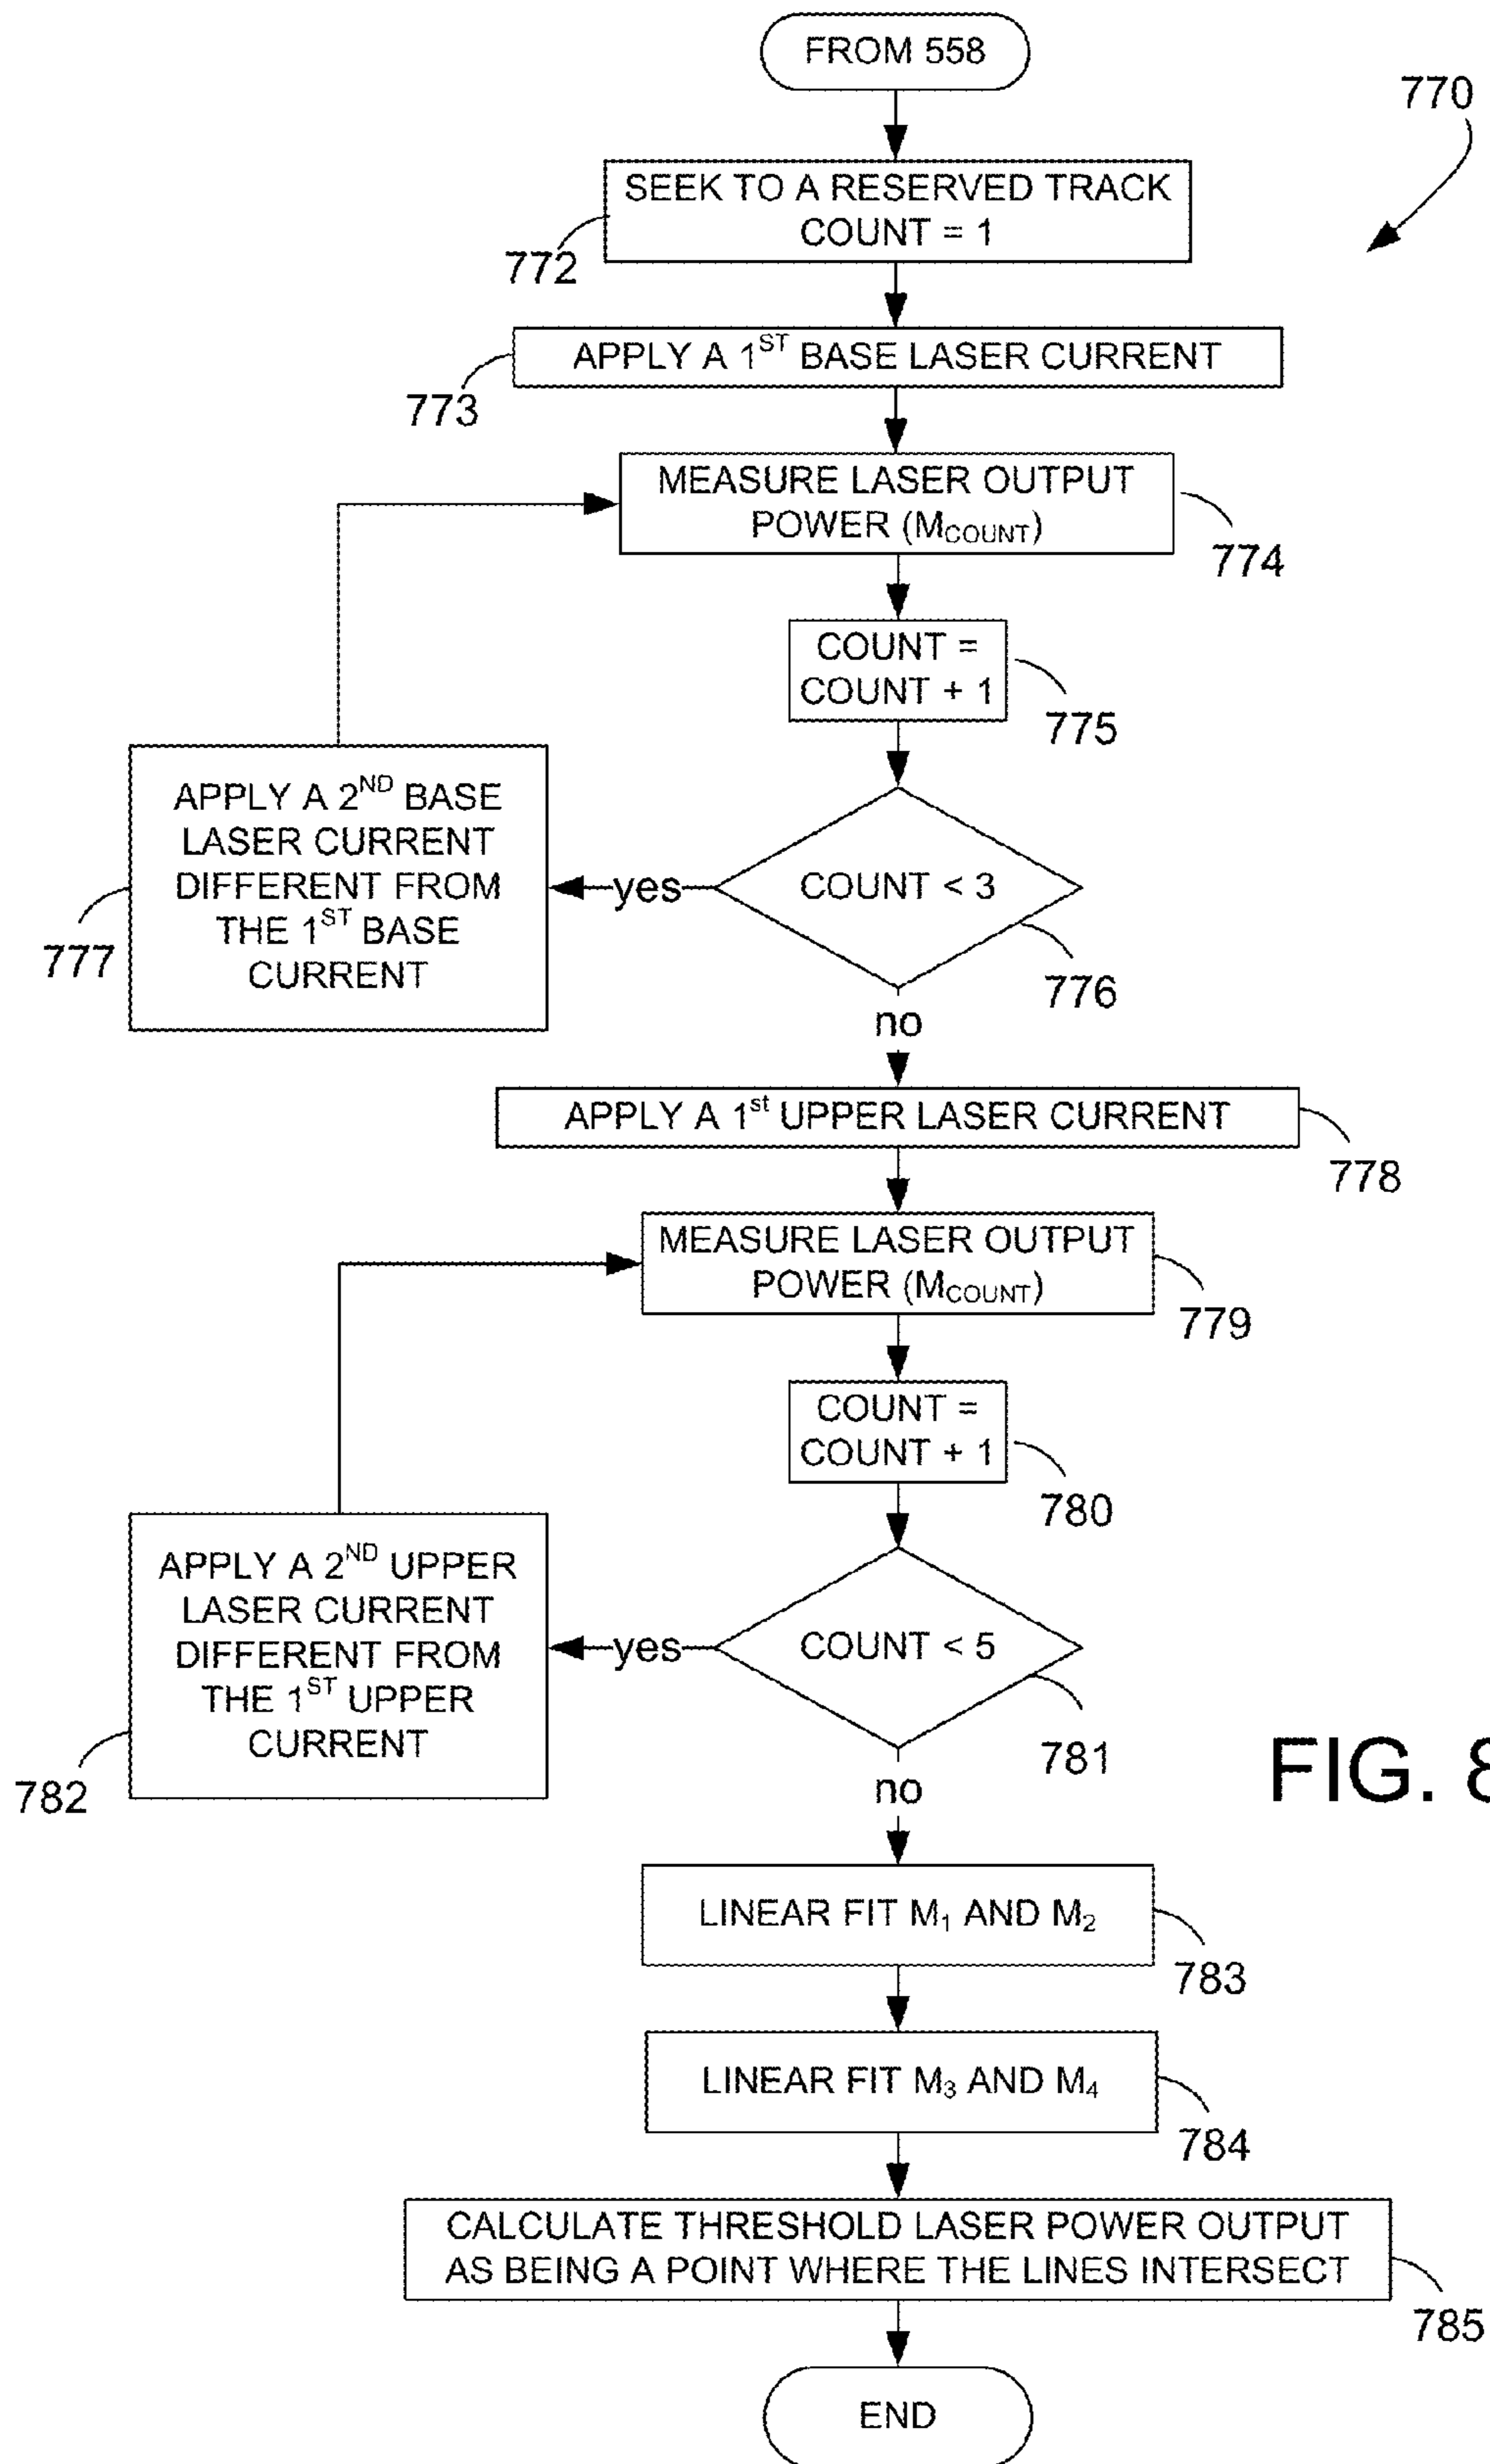 FROM 558
770
SEEK TO A RESERVED TRACK
COUNT = 1
772
APPLY A 1ST BASE LASER CURRENT
773
MEASURE LASER OUTPUT
POWER (MCOUNT)
774
COUNT =
COUNT + 1
775
APPLY A 2ND BASE
LASER CURRENT
DIFFERENT FROM
THE 1ST BASE
CURRENT
777
yes
COUNT < 3
776
no
APPLY A 1st UPPER LASER CURRENT
778
MEASURE LASER OUTPUT
POWER (MCOUNT)
779
COUNT =
COUNT + 1
780
APPLY A 2ND UPPER
LASER CURRENT
DIFFERENT FROM
THE 1ST UPPER
CURRENT
782
yes
COUNT < 5
781
no
FIG. 8
LINEAR FIT M1 AND M2
783
LINEAR FIT M3 AND M4
784
CALCULATE THRESHOLD LASER POWER OUTPUT
AS BEING A POINT WHERE THE LINES INTERSECT
785
END